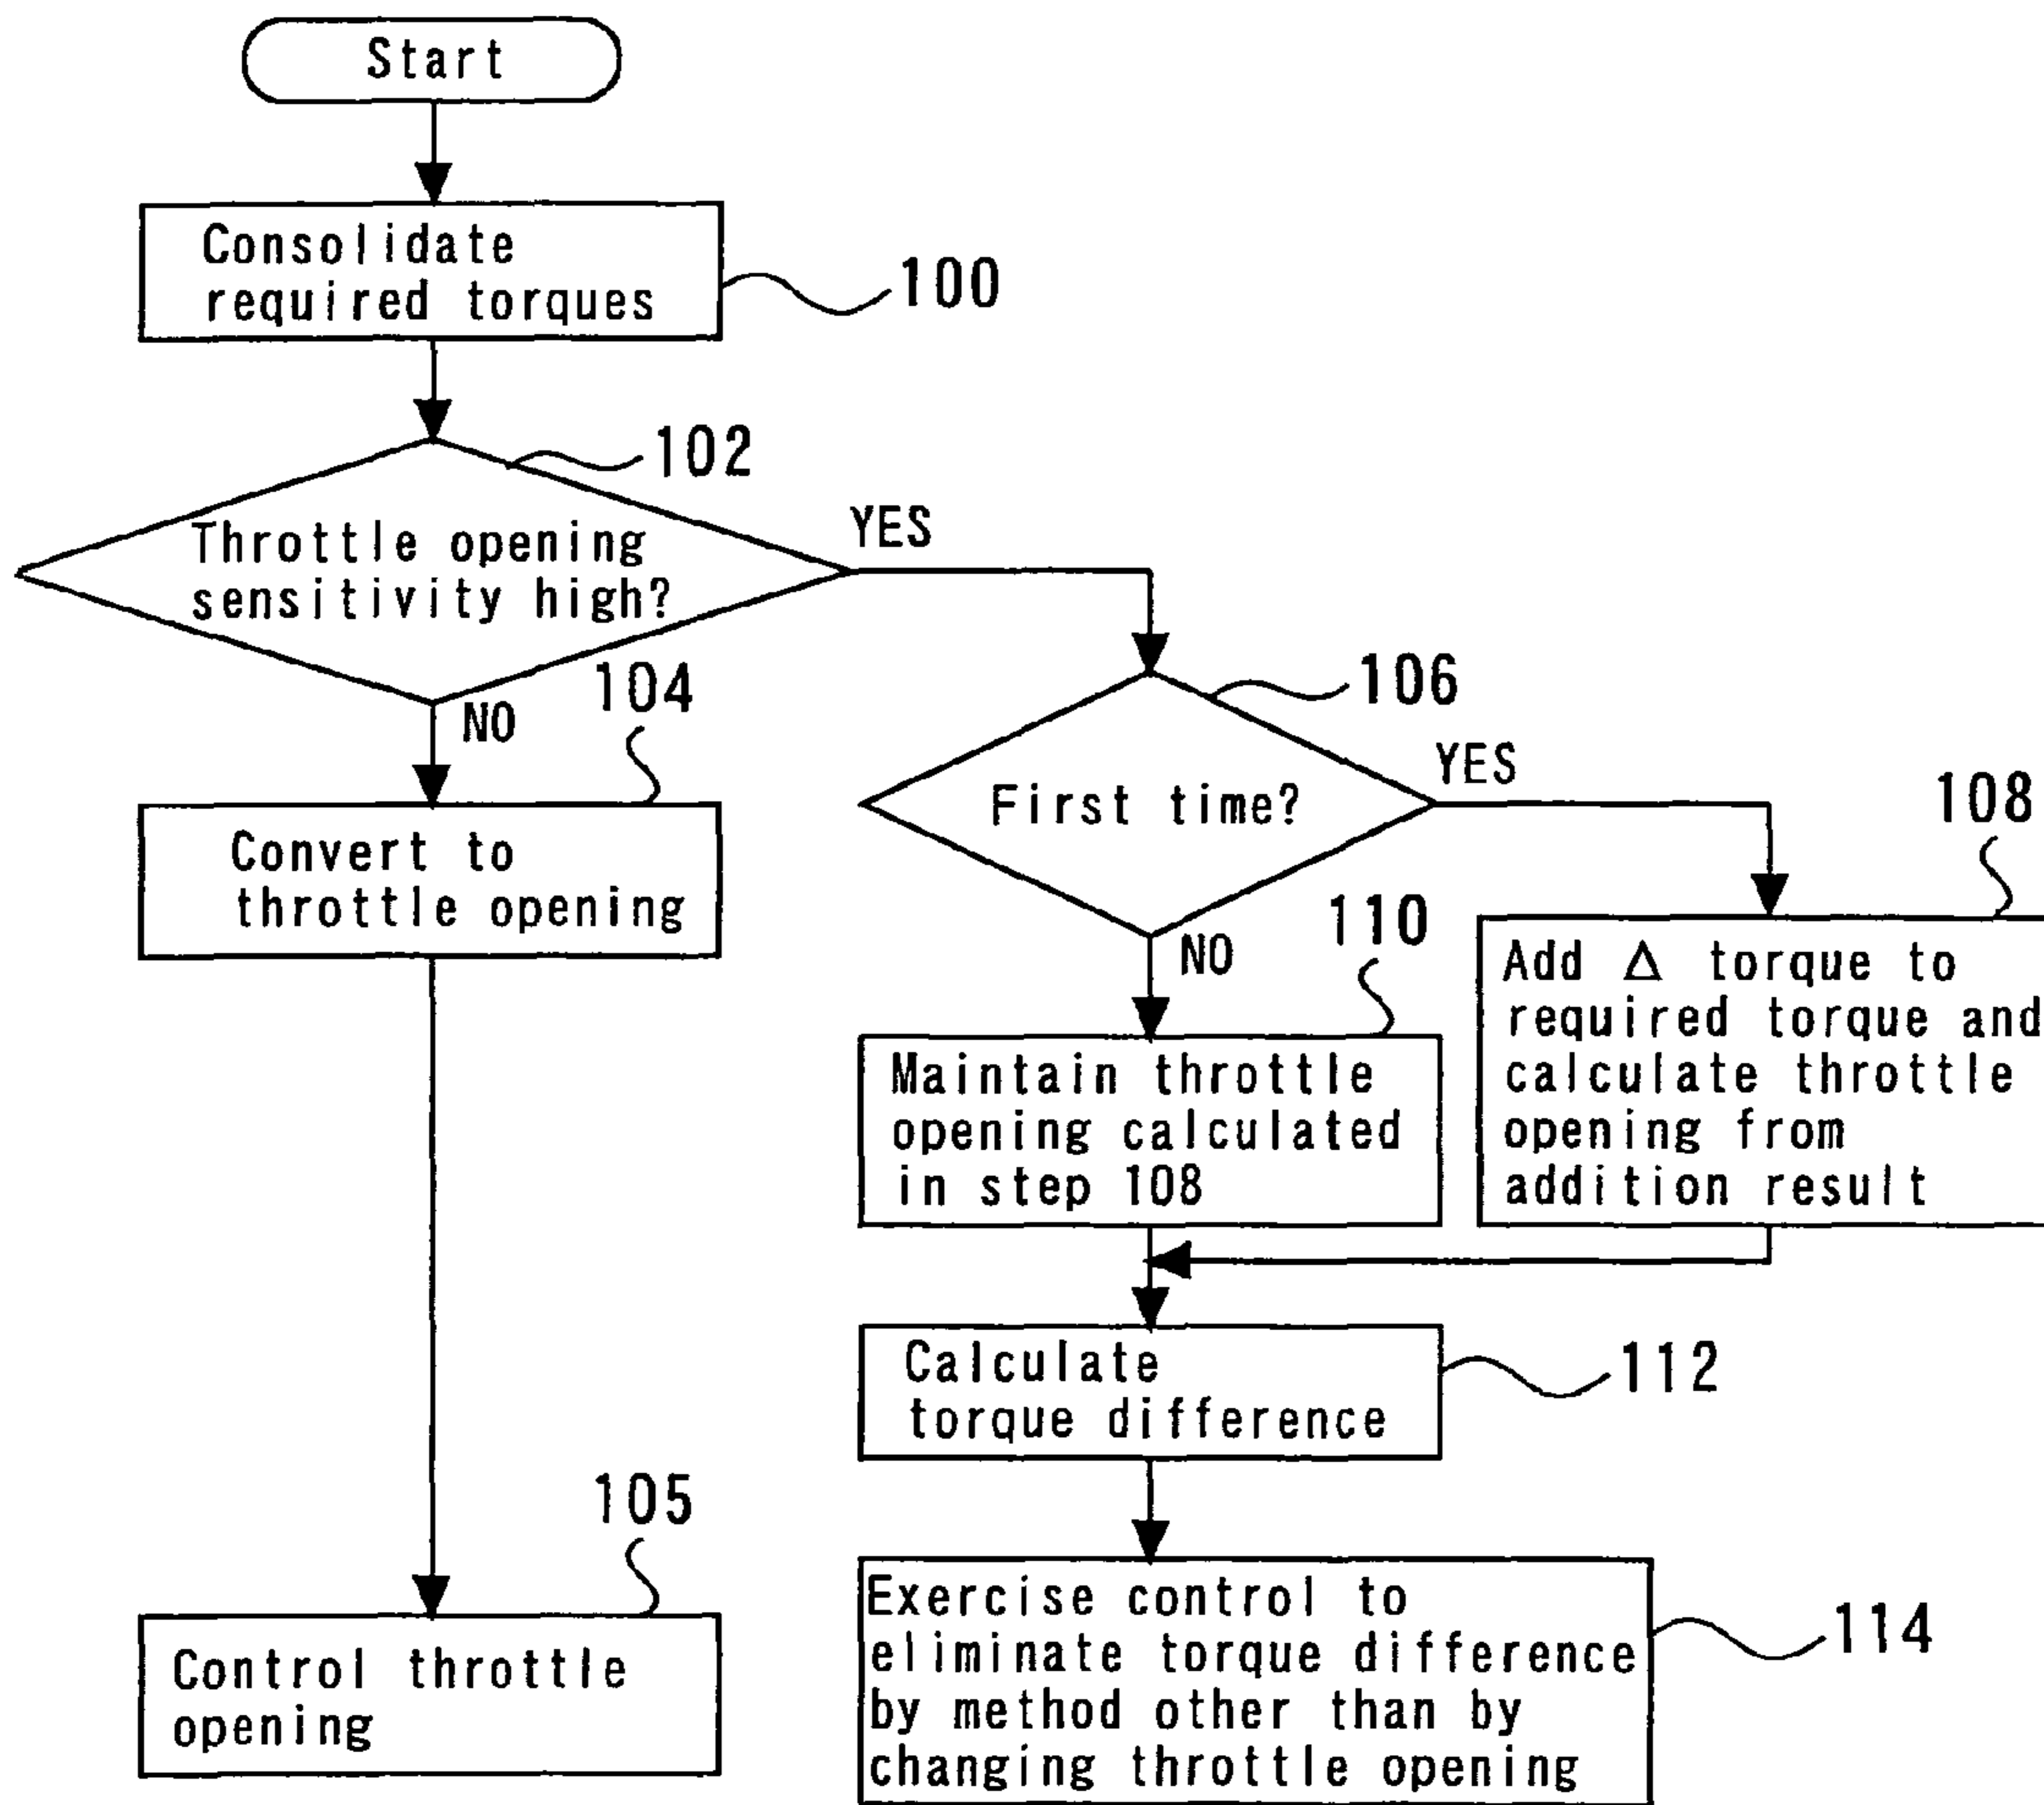 Start
Consolidate
required torques
100
102
Throttle opening
sensitivity high?
YES
NO
104
Convert to
throttle opening
105
Control throttle
opening
106
First time?
YES
NO
108
Add Δ torque to
required torque and
calculate throttle
opening from
addition result
110
Maintain throttle
opening calculated
in step 108
Calculate
torque difference
112
Exercise control to
eliminate torque difference
by method other than by
changing throttle opening
114